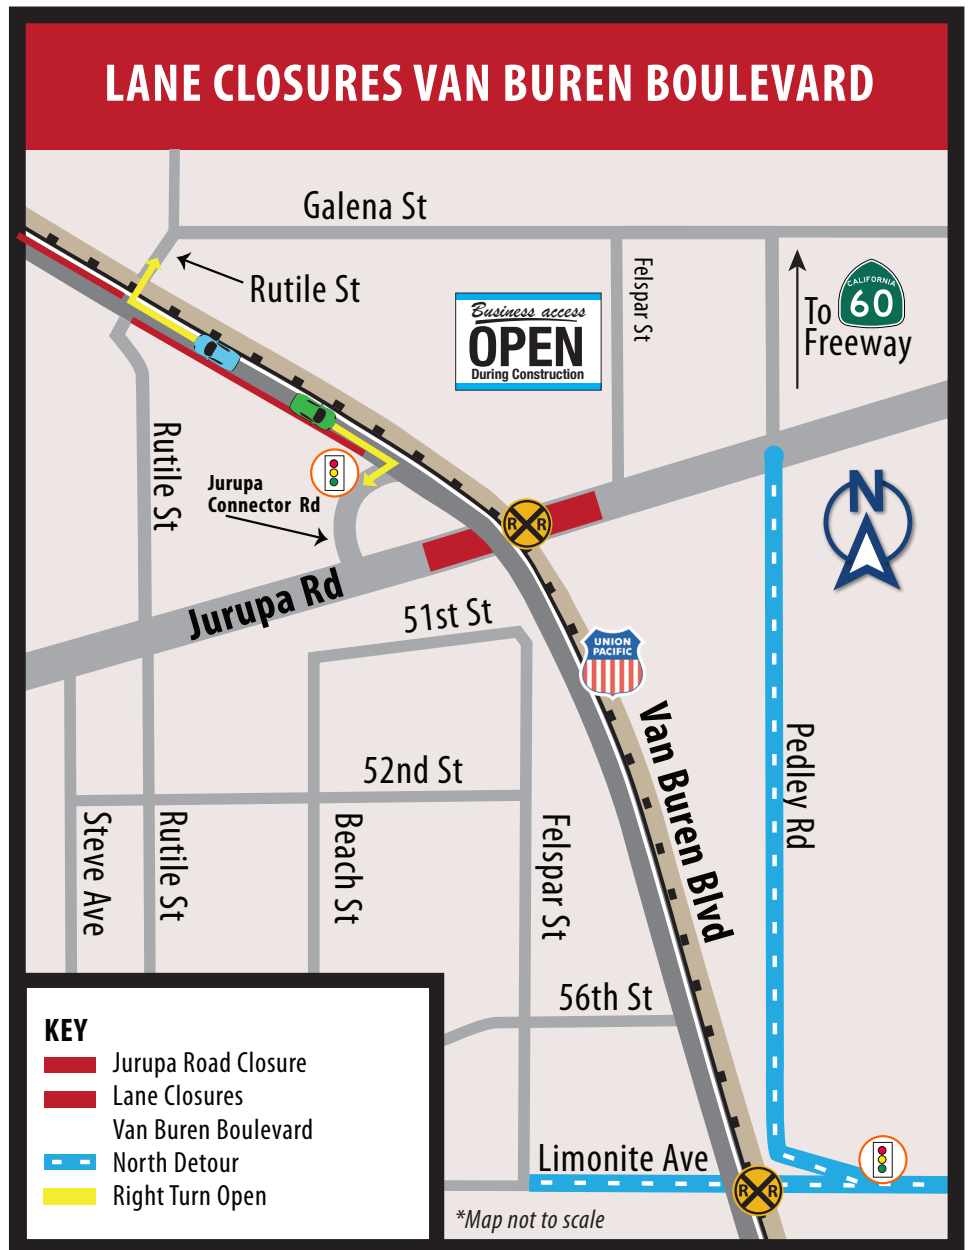 LANE CLOSURES VAN BUREN BOULEVARD
Galena St
Rutile St
Felspar St
Business access
OPEN
During Construction
CALIFORNIA
60
To
Freeway
N
Rutile St
Jurupa
Connector Rd
R R
Jurupa Rd
51st St
UNION
PACIFIC
Van Buren Blvd
Pedley Rd
52nd St
Steve Ave
Rutile St
Beach St
Felspar St
56th St
KEY
Jurupa Road Closure
Lane Closures
Van Buren Boulevard
North Detour
Right Turn Open
Limonite Ave
R R
*Map not to scale